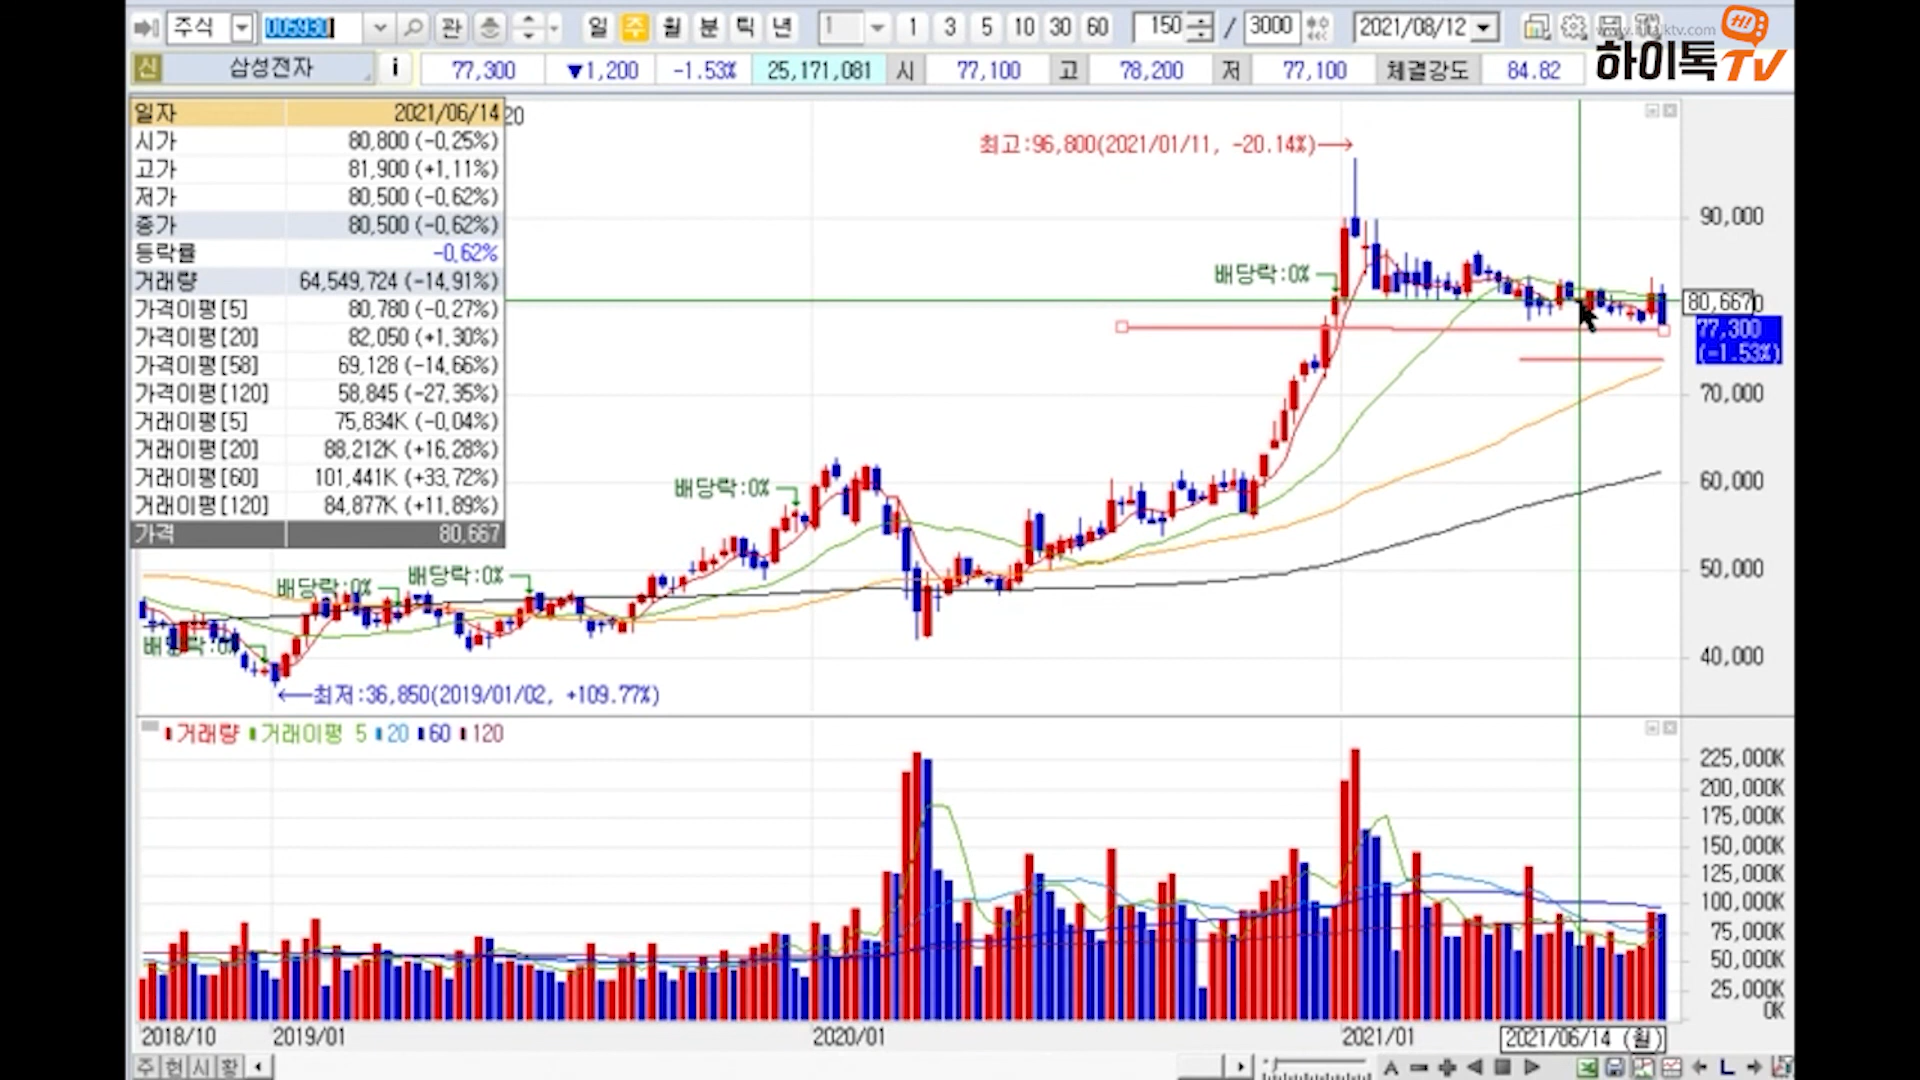 주식 005930 관 일 주 월 분 틱 년 1 1 3 5 10 30 60 150 / 3000 2021/08/12
하이톡TV
HI
신 삼성전자 i 77,300 ▼1,200 -1.53% 25,171,081 시 77,100 고 78,200 저 77,100 체결강도 84.82
일자 2021/06/14
20
시가 80,800 (-0.25%)
고가 81,900 (+1.11%)
저가 80,500 (-0.62%)
종가 80,500 (-0.62%)
등락률 -0.62%
거래량 64,549,724 (-14.91%)
가격이평[5] 80,780 (-0.27%)
가격이평[20] 82,050 (+1.30%)
가격이평[58] 69,128 (-14.66%)
가격이평[120] 58,845 (-27.35%)
거래이평[5] 75,834K (-0.04%)
거래이평[20] 88,212K (+16.28%)
거래이평[60] 101,441K (+33.72%)
거래이평[120] 84,877K (+11.89%)
가격 80,667
최고:96,800(2021/01/11, -20.14%)→
배당락:0%
배당락:0%
배당락:0%
배당락:0%
배당락:0%
←최저:36,850(2019/01/02, +109.77%)
90,000
80,667
77,300
(-1.53%)
70,000
60,000
50,000
40,000
거래량 거래이평 5 20 60 120
225,000K
200,000K
175,000K
150,000K
125,000K
100,000K
75,000K
50,000K
25,000K
0K
2018/10 2019/01 2020/01 2021/01 2021/06/14 (월)
주 현 시 황 A L